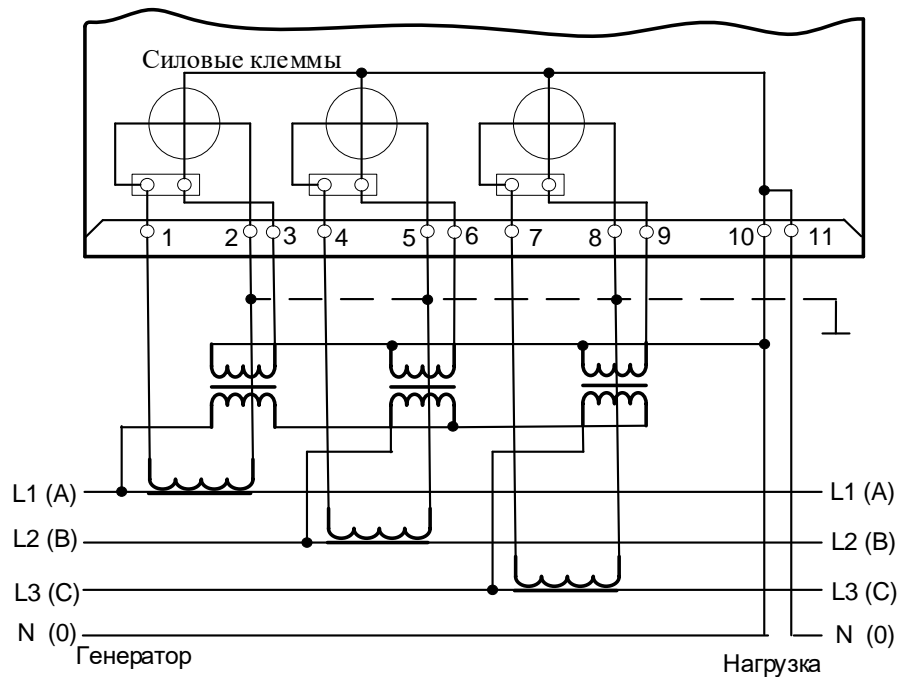 Силовые клеммы
1 2 3 4 5 6 7 8 9 10 11
L1 (A) L1 (A)
L2 (B) L2 (B)
L3 (C) L3 (C)
N (0) N (0)
Генератор Нагрузка